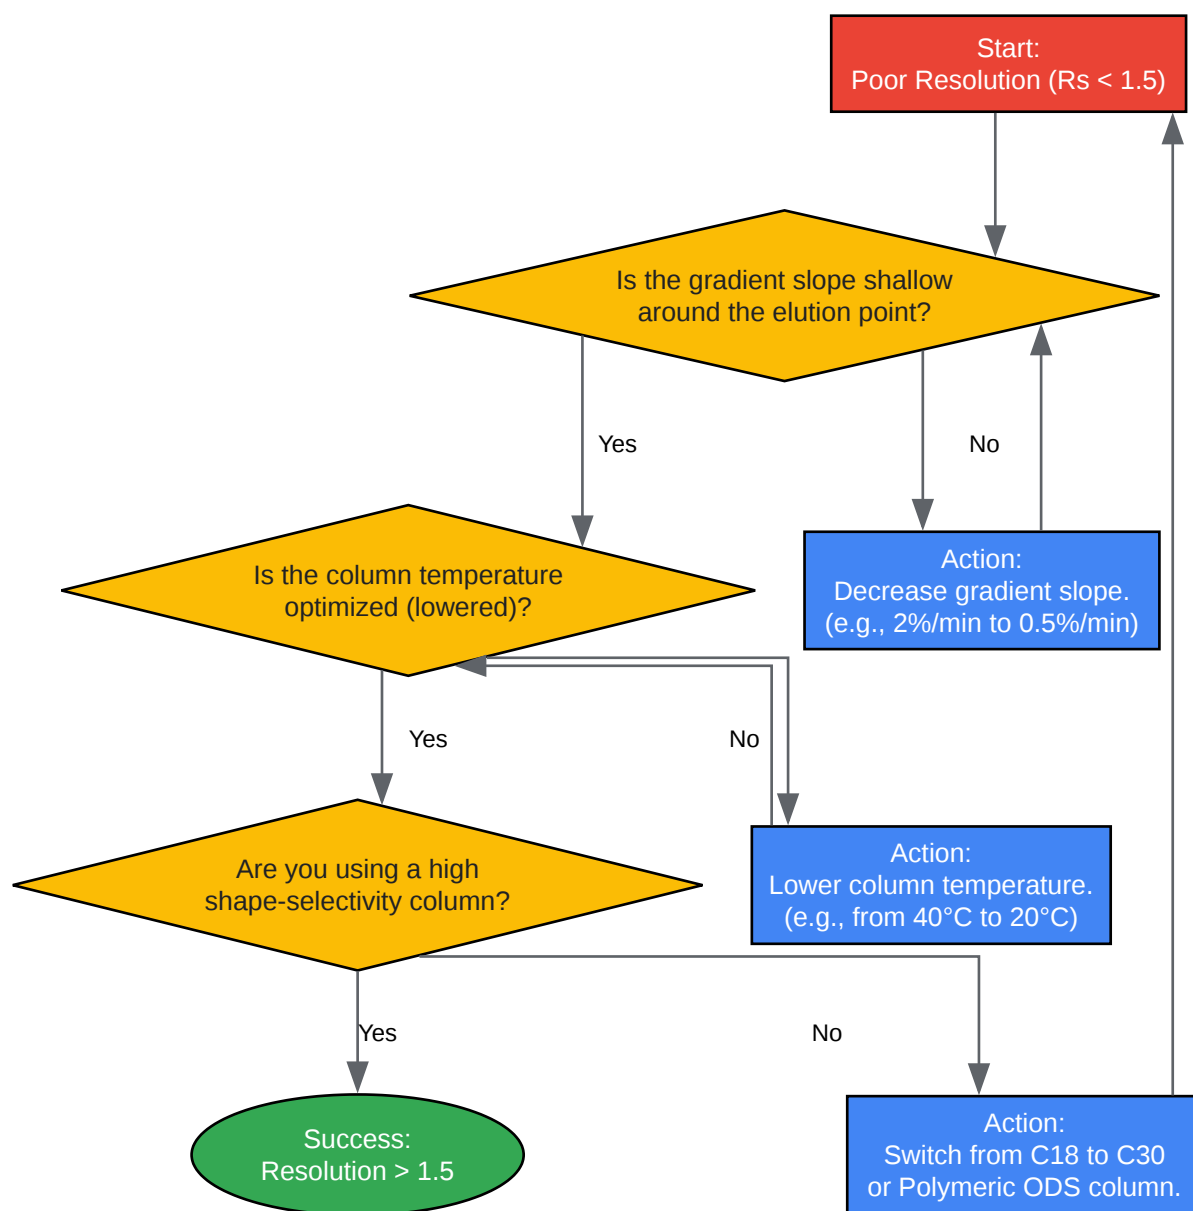 Start:
Poor Resolution (Rs < 1.5)
Is the gradient slope shallow
around the elution point?
Yes
No
Action:
Decrease gradient slope.
(e.g., 2%/min to 0.5%/min)
Is the column temperature
optimized (lowered)?
Yes
No
Action:
Lower column temperature.
(e.g., from 40°C to 20°C)
Are you using a high
shape-selectivity column?
Yes
No
Success:
Resolution > 1.5
Action:
Switch from C18 to C30
or Polymeric ODS column.